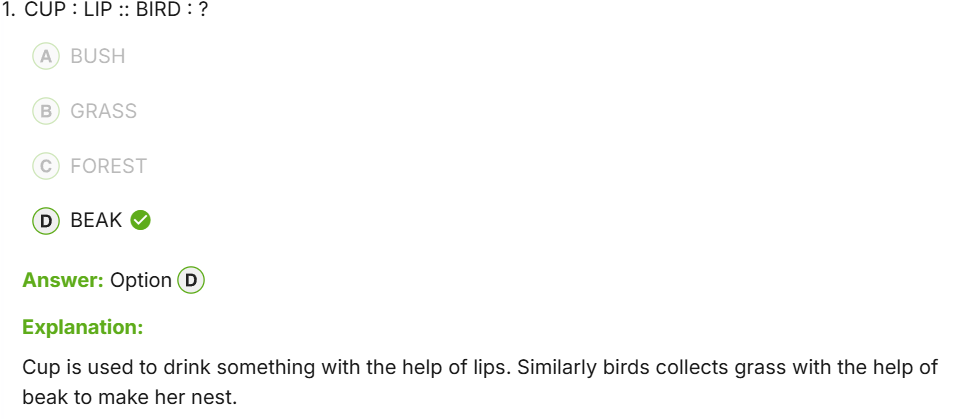 1. CUP : LIP :: BIRD : ?
A BUSH
B GRASS
C FOREST
D BEAK
Answer: Option D
Explanation:
Cup is used to drink something with the help of lips. Similarly birds collects grass with the help of
beak to make her nest.